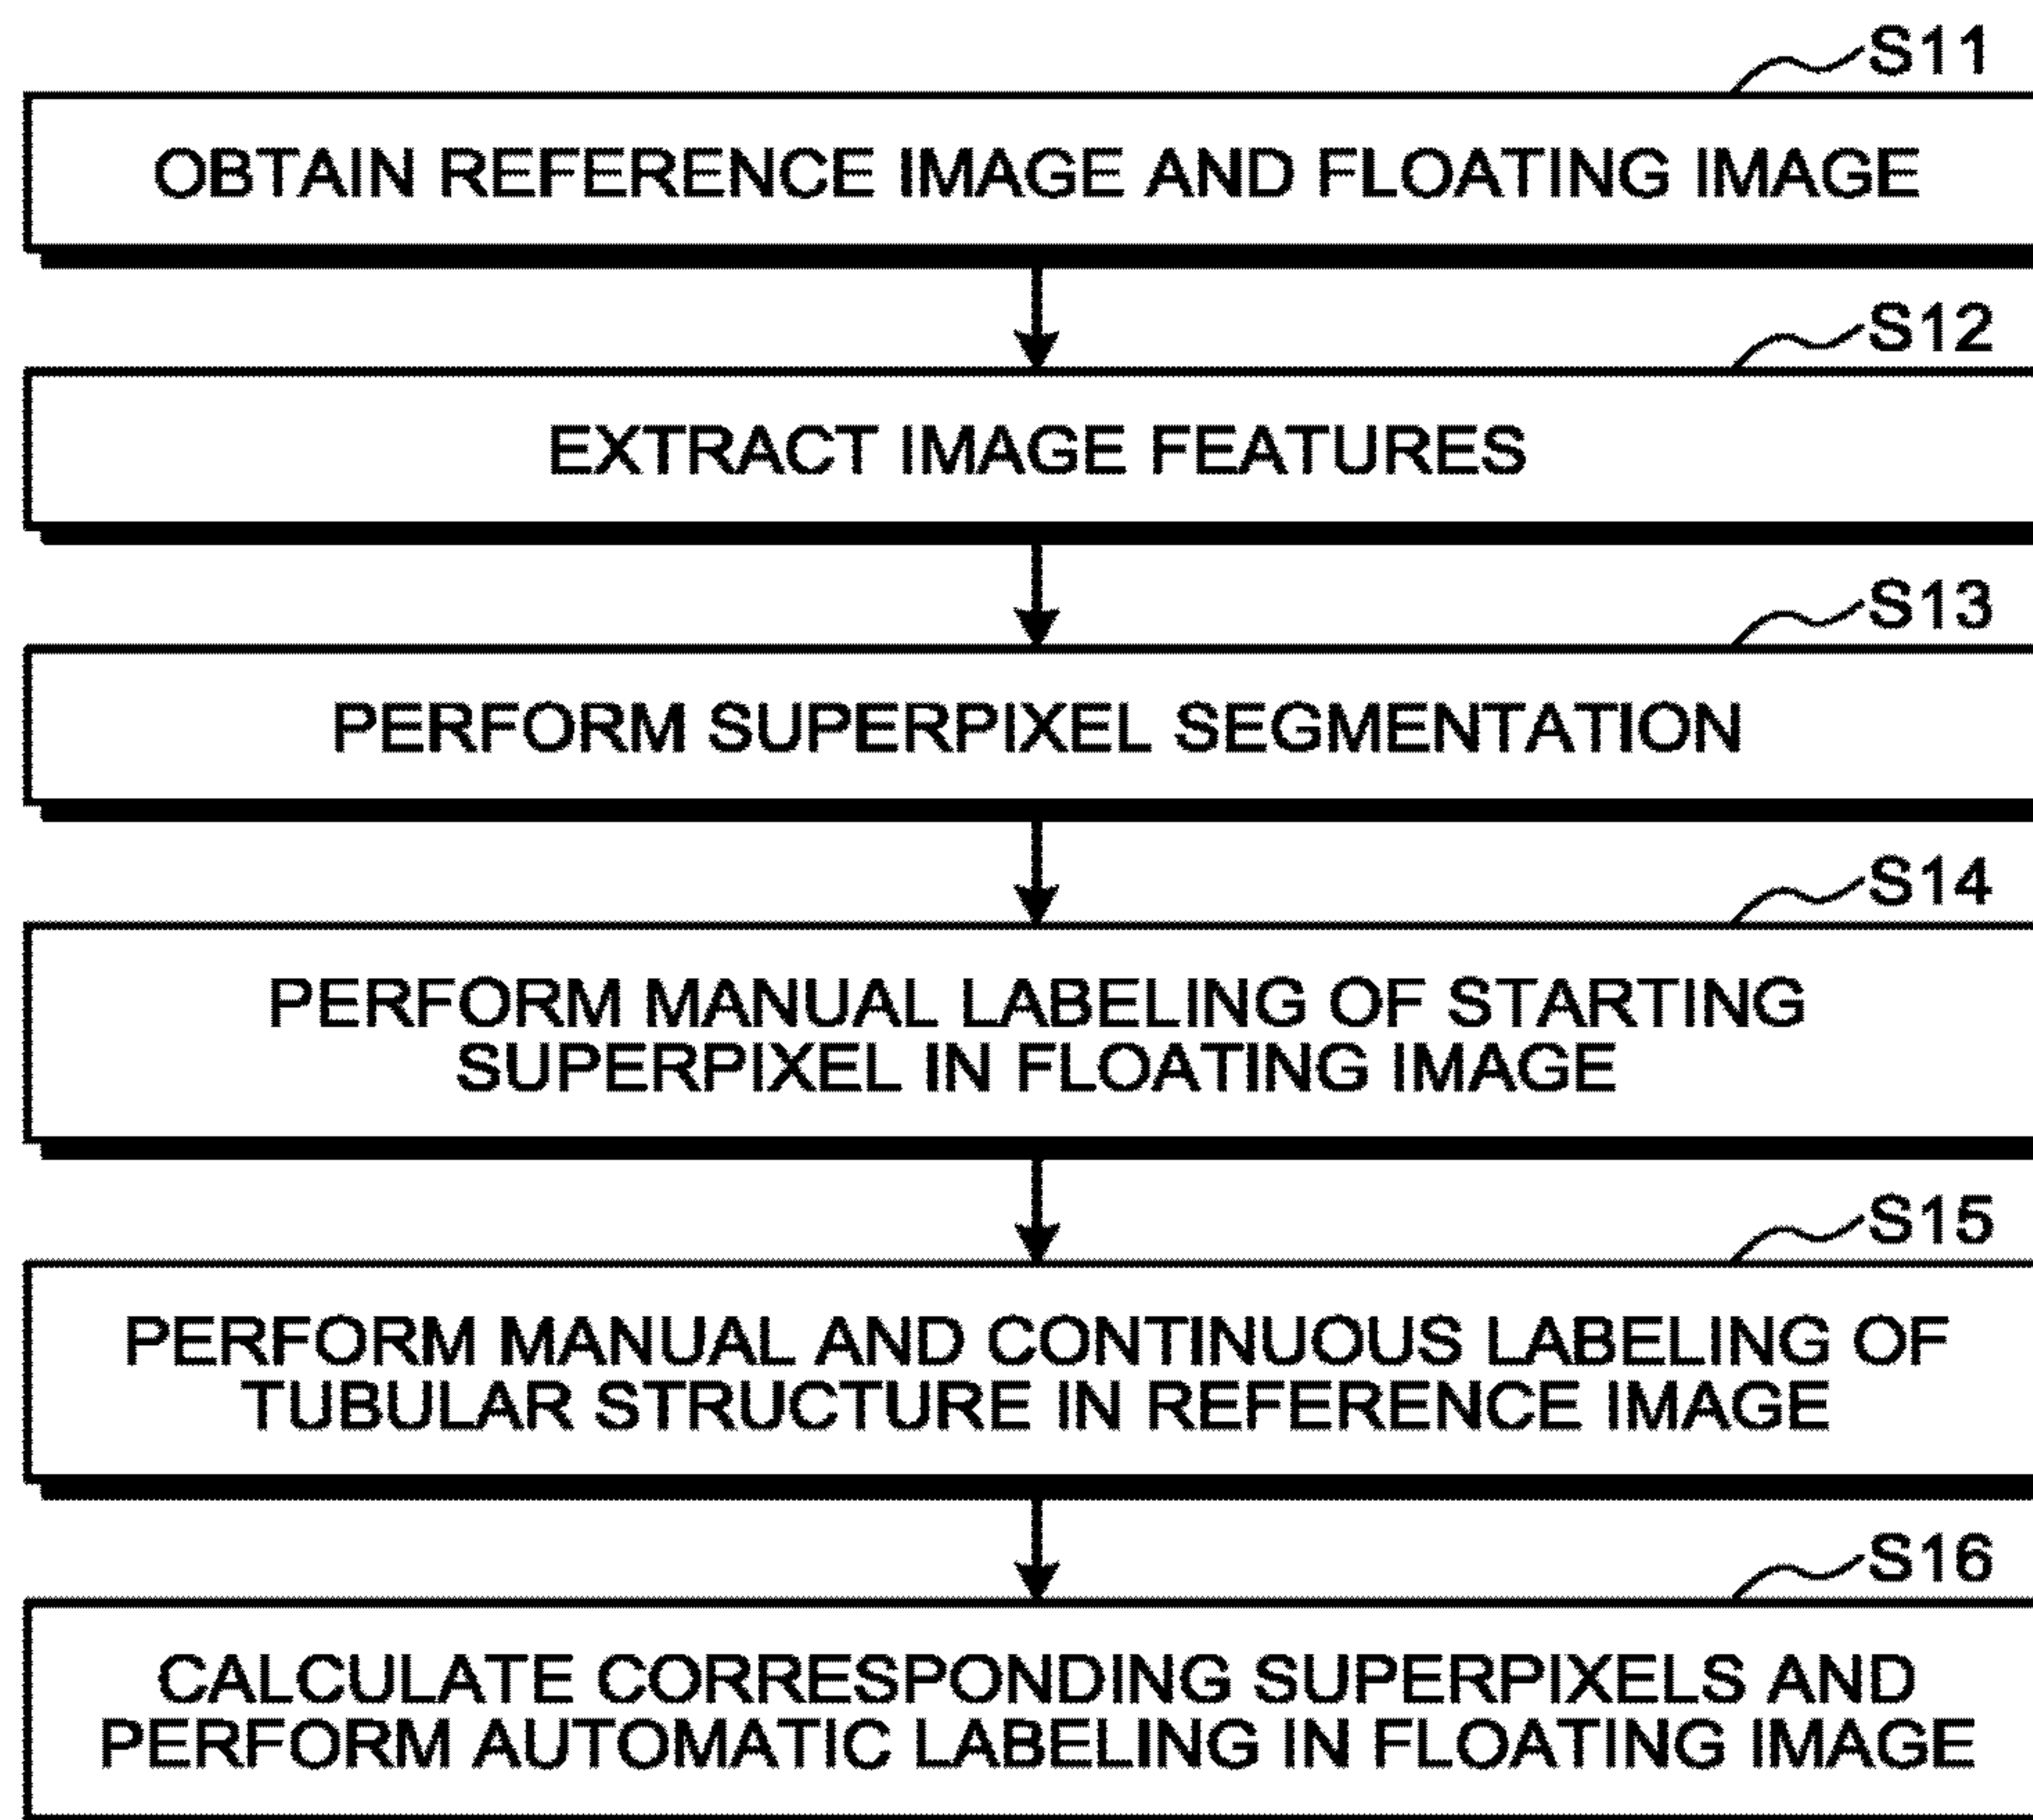 S11
OBTAIN REFERENCE IMAGE AND FLOATING IMAGE
S12
EXTRACT IMAGE FEATURES
S13
PERFORM SUPERPIXEL SEGMENTATION
S14
PERFORM MANUAL LABELING OF STARTING
SUPERPIXEL IN FLOATING IMAGE
S15
PERFORM MANUAL AND CONTINUOUS LABELING OF
TUBULAR STRUCTURE IN REFERENCE IMAGE
S16
CALCULATE CORRESPONDING SUPERPIXELS AND
PERFORM AUTOMATIC LABELING IN FLOATING IMAGE